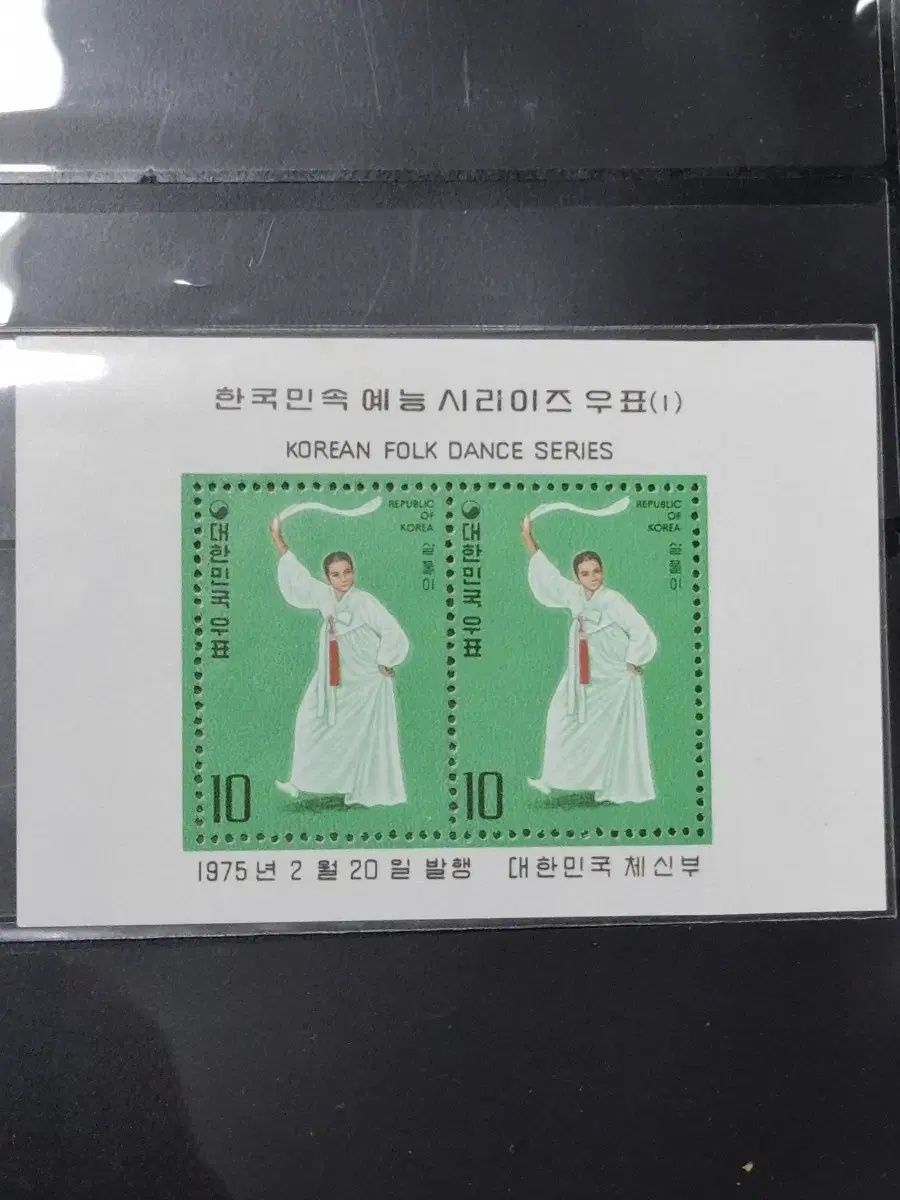 한국민속 예능 시리이즈 우표(1)
KOREAN FOLK DANCE SERIES
대한민국 우표
REPUBLIC
OF
KOREA
살풀이
10
대한민국 우표
REPUBLIC
OF
KOREA
살풀이
10
1975년 2월 20일 발행 대한민국 체신부